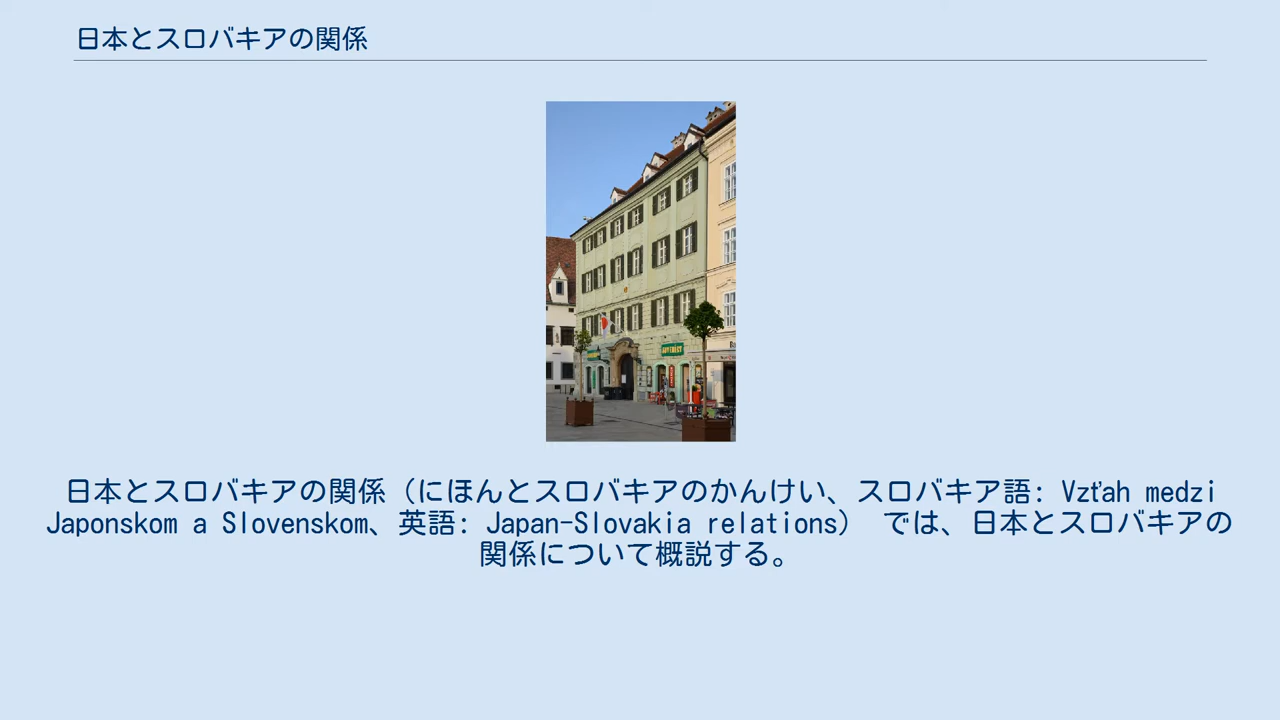 日本とスロバキアの関係
日本とスロバキアの関係（にほんとスロバキアのかんけい、スロバキア語: Vzťah medzi
Japonskom a Slovenskom、英語: Japan-Slovakia relations） では、日本とスロバキアの
関係について概説する。